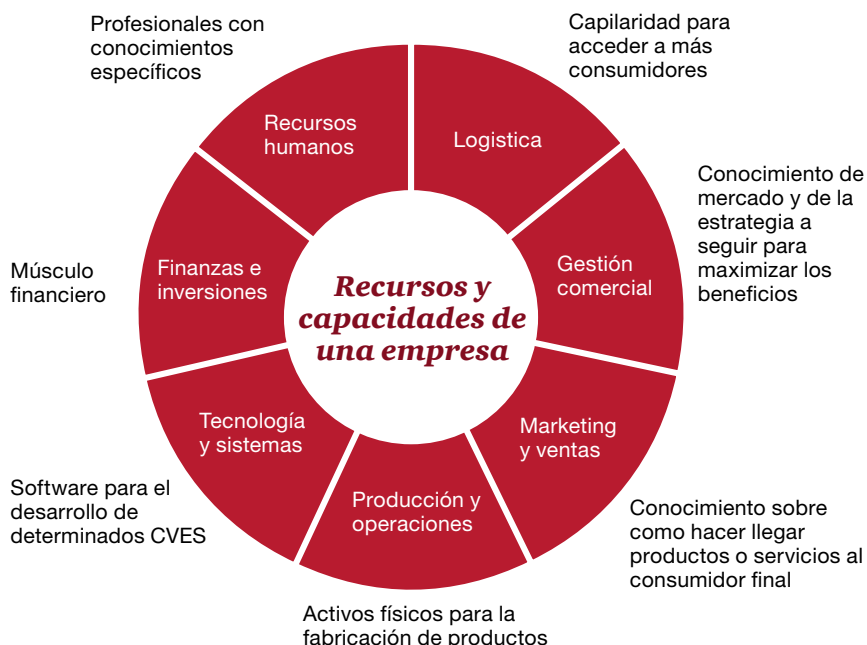 Profesionales con
conocimientos
específicos
Capilaridad para
acceder a más
consumidores
Recursos
humanos
Logistica
Conocimiento de
mercado y de la
estrategia a
seguir para
maximizar los
beneficios
Músculo
financiero
Finanzas e
inversiones
Gestión
comercial
Recursos y
capacidades de
una empresa
Tecnología
y sistemas
Marketing
y ventas
Software para el
desarrollo de
determinados CVES
Producción y
operaciones
Conocimiento sobre
como hacer llegar
productos o servicios al
consumidor final
Activos físicos para la
fabricación de productos